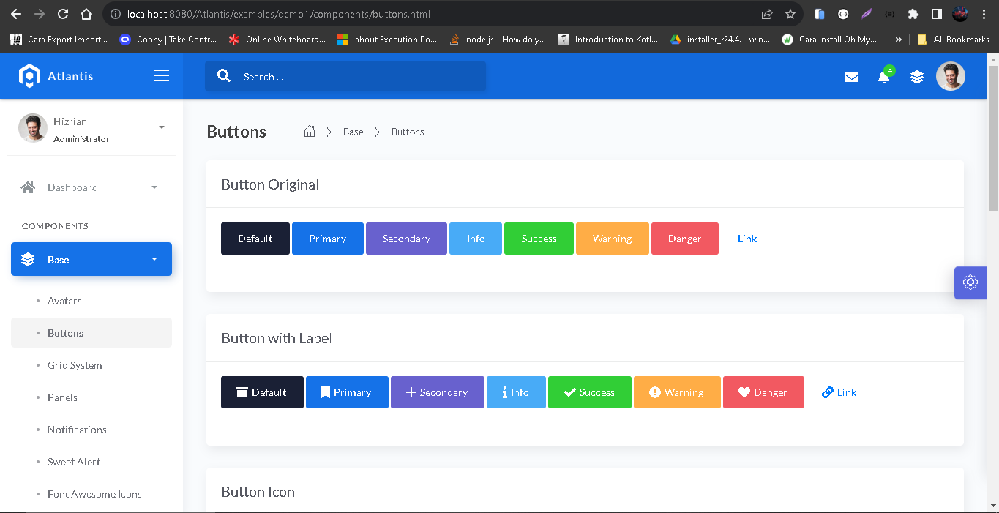 localhost:8080/Atlantis/examples/demo1/components/buttons.html
Cara Export Import... Cooby | Take Contr... Online Whiteboard... about Execution Po... node.js - How do y... Introduction to Kotl... installer_r24.4.1-win... Cara Install Oh My... » All Bookmarks
Atlantis
Search ...
4
Hizrian
Administrator
Dashboard
COMPONENTS
Base
Avatars
Buttons
Grid System
Panels
Notifications
Sweet Alert
Font Awesome Icons
Buttons
Base
Buttons
Button Original
Default Primary Secondary Info Success Warning Danger Link
Button with Label
Default Primary Secondary Info Success Warning Danger Link
Button Icon